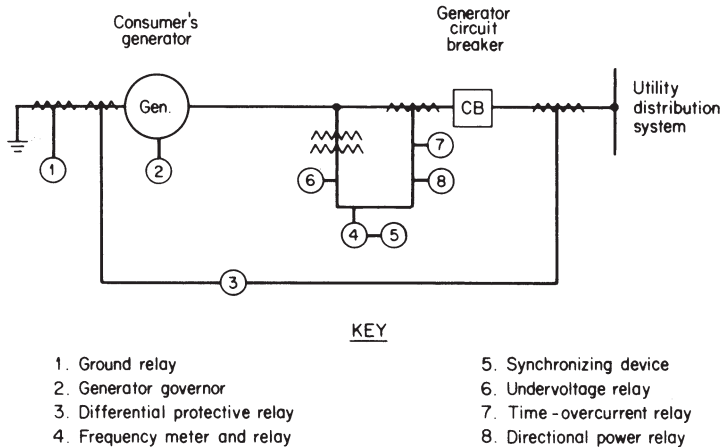 Consumer's
generator
Generator
circuit
breaker
Gen.
CB
Utility
distribution
system
1
2
6
7
8
4
5
3
KEY
1. Ground relay
2. Generator governor
3. Differential protective relay
4. Frequency meter and relay
5. Synchronizing device
6. Undervoltage relay
7. Time-overcurrent relay
8. Directional power relay